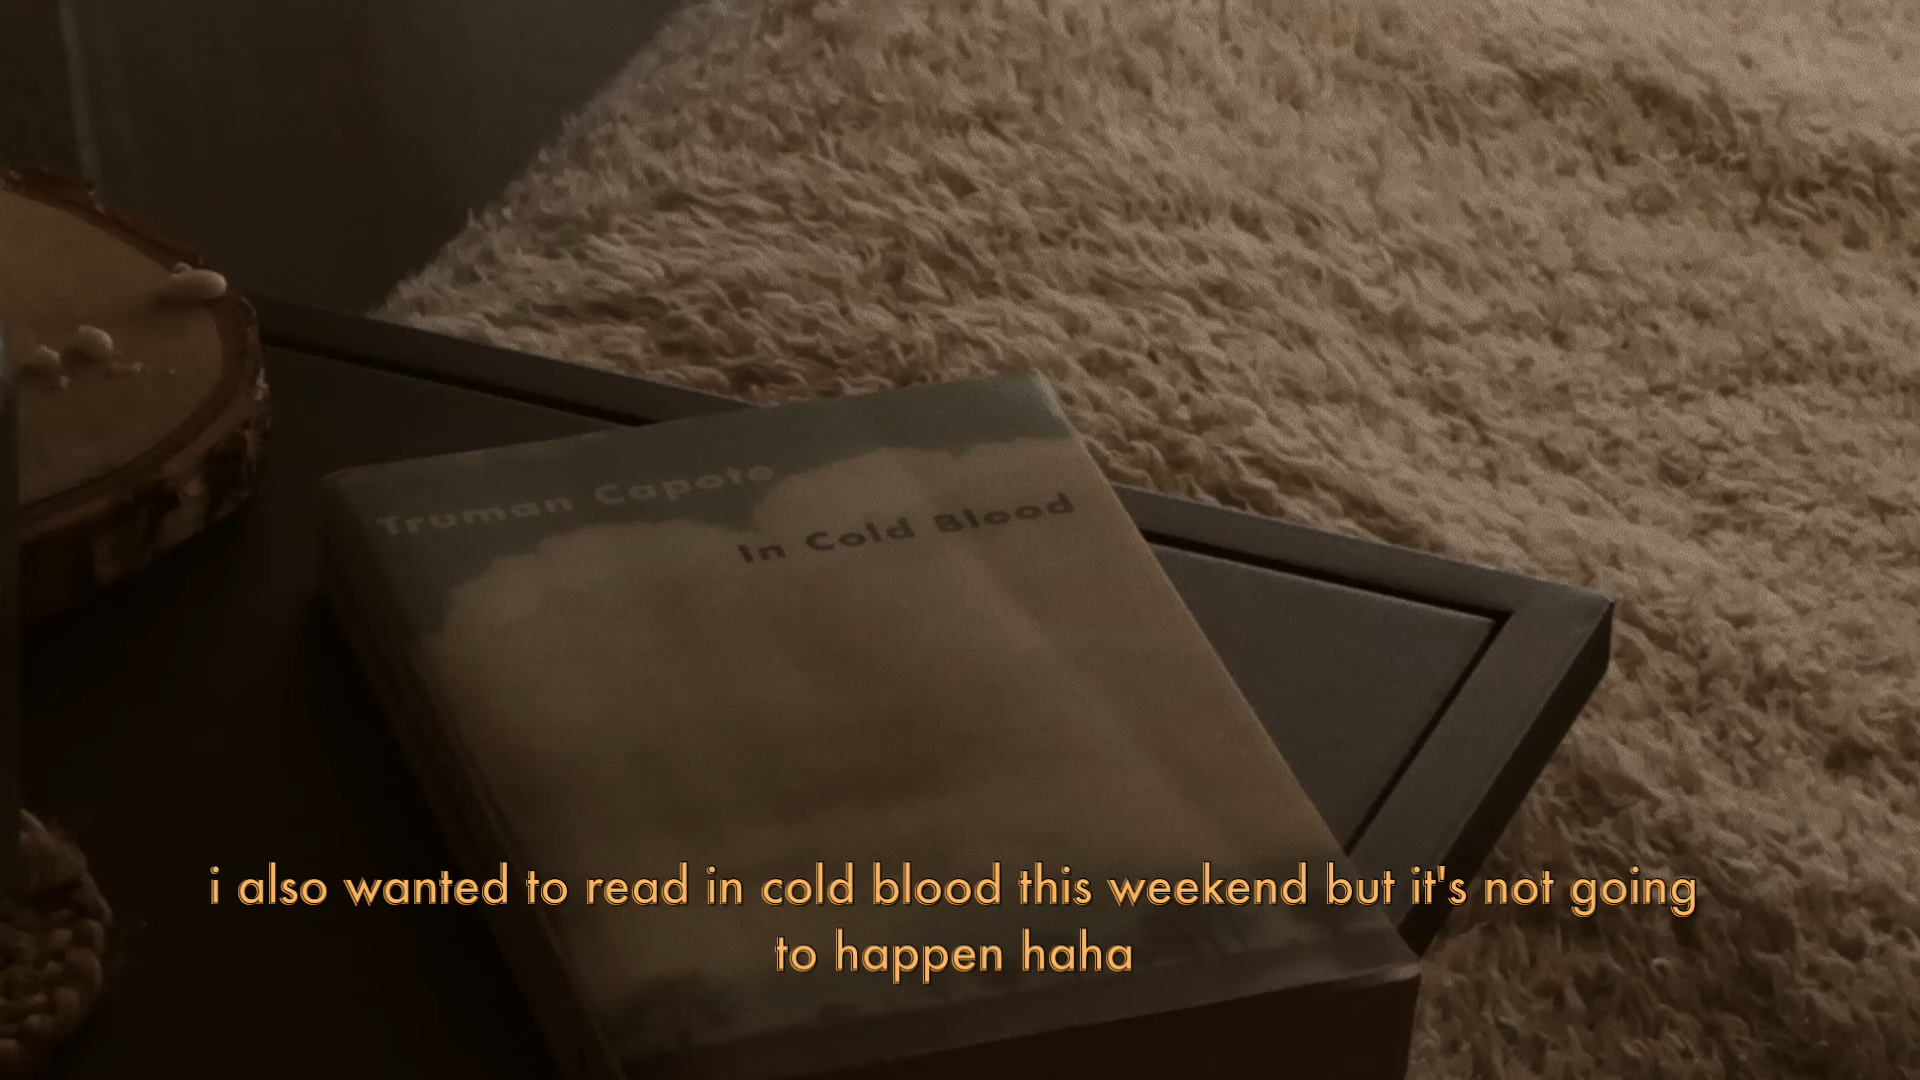 Truman Capote
In Cold Blood
i also wanted to read in cold blood this weekend but it's not going
to happen haha